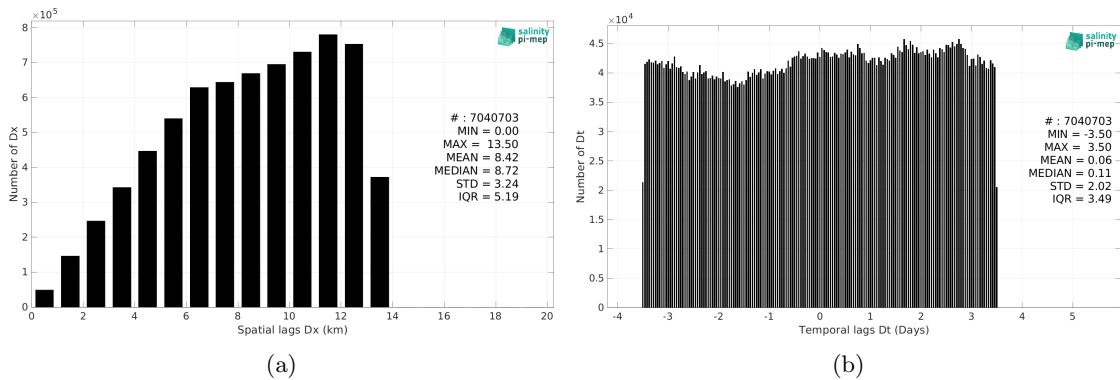 ×10^5
8
7
6
5
4
3
2
1
0
Number of Dx
0 2 4 6 8 10 12 14 16 18 20
Spatial lags Dx (km)
salinity
pi-mep
# : 7040703
MIN = 0.00
MAX = 13.50
MEAN = 8.42
MEDIAN = 8.72
STD = 3.24
IQR = 5.19
(a)
×10^4
4.5
4
3.5
3
2.5
2
1.5
1
0.5
0
Number of Dt
-4 -3 -2 -1 0 1 2 3 4 5 6
Temporal lags Dt (Days)
salinity
pi-mep
# : 7040703
MIN = -3.50
MAX = 3.50
MEAN = 0.06
MEDIAN = 0.11
STD = 2.02
IQR = 3.49
(b)